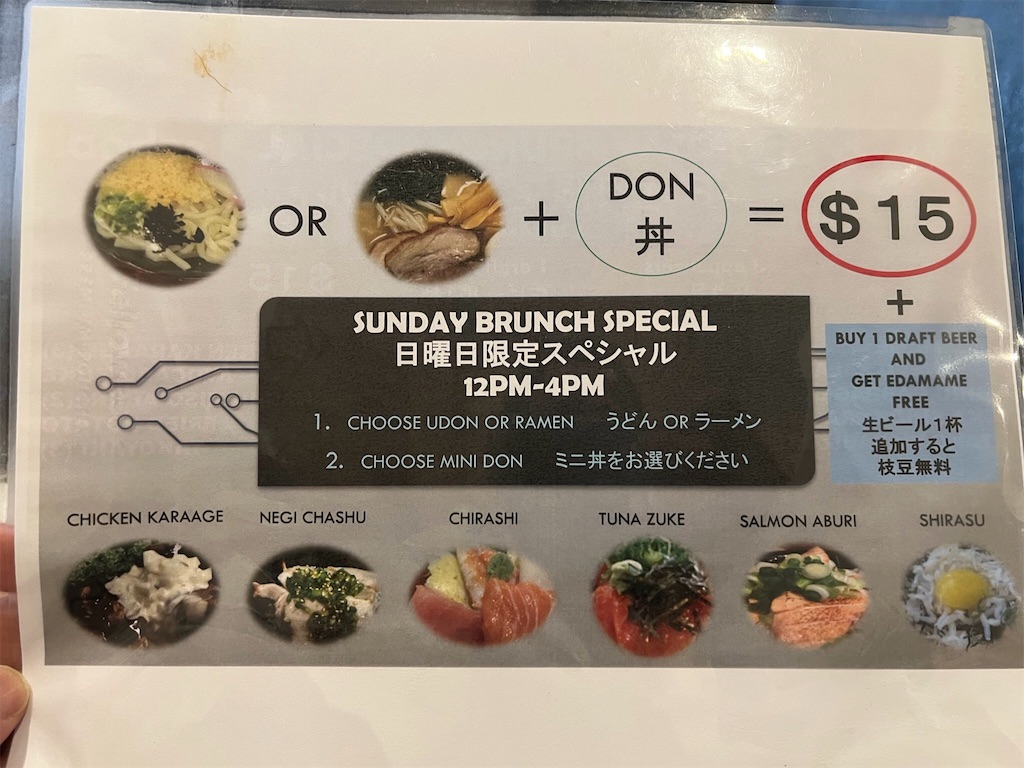 OR
+
DON
丼
=
$15
+
SUNDAY BRUNCH SPECIAL
日曜日限定スペシャル
12PM-4PM
1. CHOOSE UDON OR RAMEN うどん OR ラーメン
2. CHOOSE MINI DON ミニ丼をお選びください
BUY 1 DRAFT BEER
AND
GET EDAMAME
FREE
生ビール1杯
追加すると
枝豆無料
CHICKEN KARAAGE NEGI CHASHU CHIRASHI TUNA ZUKE SALMON ABURI SHIRASU